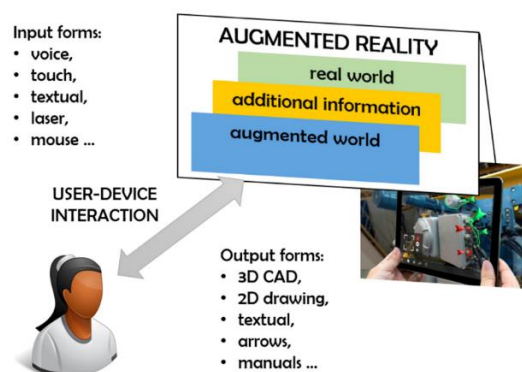 Input forms:
• voice,
• touch,
• textual,
• laser,
• mouse ...
AUGMENTED REALITY
real world
additional information
augmented world
USER-DEVICE
INTERACTION
Output forms:
• 3D CAD,
• 2D drawing,
• textual,
• arrows,
• manuals ...